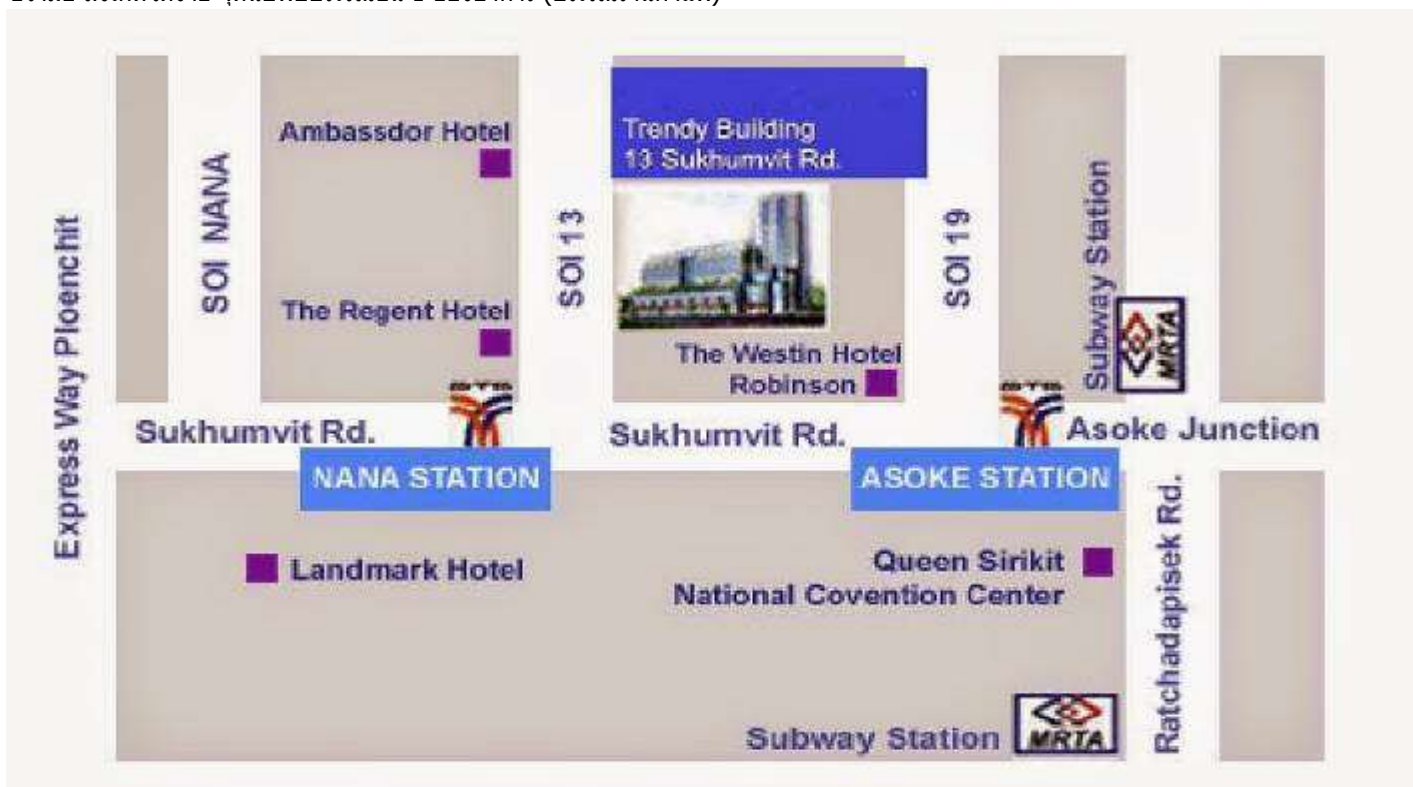 Ambassdor Hotel
Trendy Building
13 Sukhumvit Rd.
SOI NANA
SOI 13
SOI 19
Subway Station
MRTA
Express Way Ploenchit
The Regent Hotel
The Westin Hotel
Robinson
Sukhumvit Rd.
Sukhumvit Rd.
Asoke Junction
NANA STATION
ASOKE STATION
Landmark Hotel
Queen Sirikit
National Covention Center
Ratchadapisek Rd.
Subway Station
MRTA